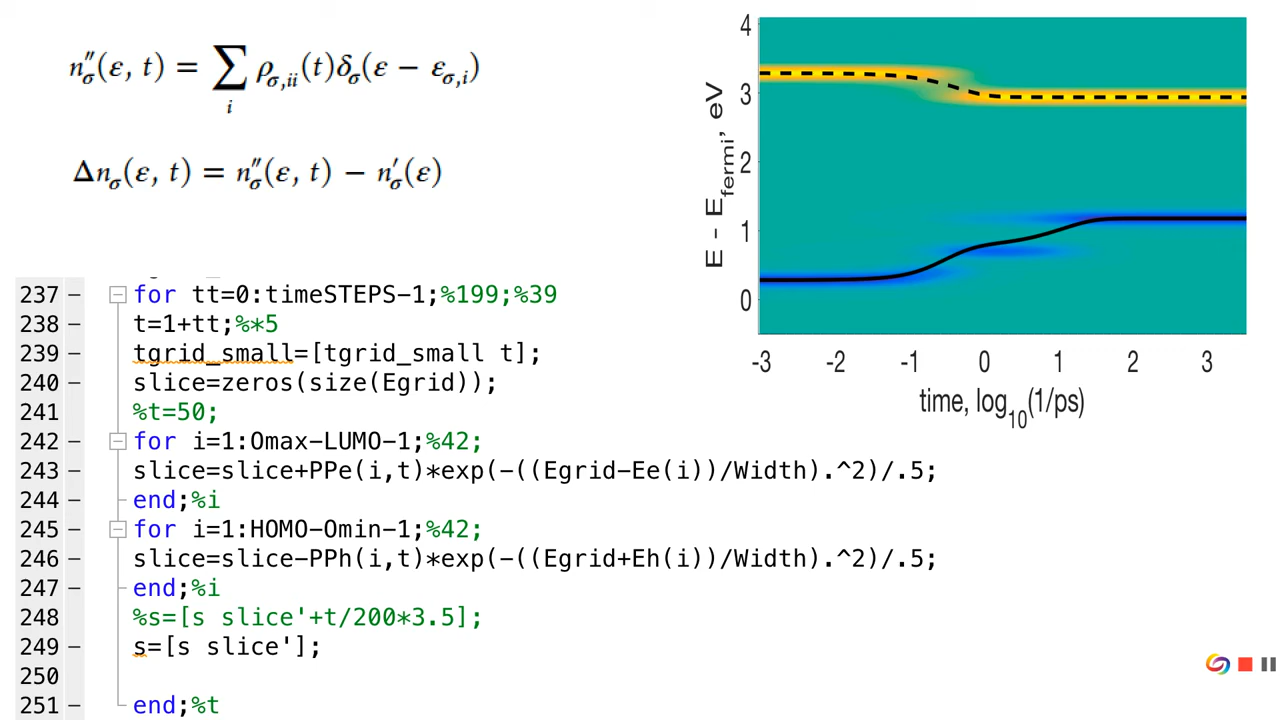 n″σ(ε, t) = ∑i ρσ,ii(t)δσ(ε − εσ,i)
Δnσ(ε, t) = n″σ(ε, t) − n′σ(ε)
4
3
2
1
0
E - Efermi, eV
-3 -2 -1 0 1 2 3
time, log10(1/ps)
237 – for tt=0:timeSTEPS-1;%199;%39
238 – t=1+tt;%*5
239 – tgrid_small=[tgrid_small t];
240 – slice=zeros(size(Egrid));
241 %t=50;
242 – for i=1:Omax-LUMO-1;%42;
243 – slice=slice+PPe(i,t)*exp(-((Egrid-Ee(i))/Width).^2)/.5;
244 – end;%i
245 – for i=1:HOMO-Omin-1;%42;
246 – slice=slice-PPh(i,t)*exp(-((Egrid+Eh(i))/Width).^2)/.5;
247 – end;%i
248 %s=[s slice'+t/200*3.5];
249 – s=[s slice'];
250
251 – end;%t